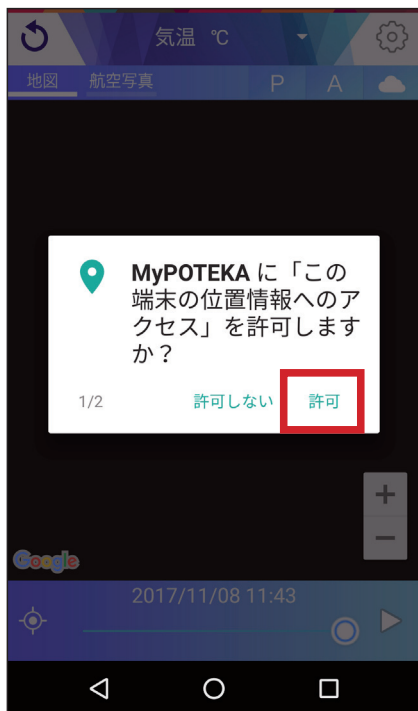 気温 ℃
地図 航空写真 P A
MyPOTEKA に「この
端末の位置情報へのア
クセス」を許可します
か？
1/2 許可しない 許可
+
−
Google
2017/11/08 11:43